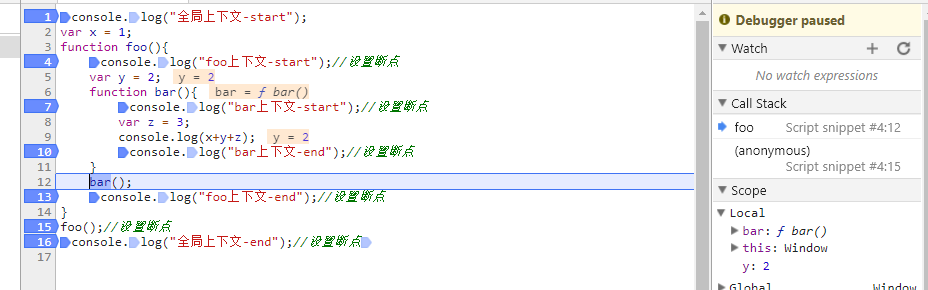 1 console.log("全局上下文-start");
2 var x = 1;
3 function foo(){
4 console.log("foo上下文-start");//设置断点
5 var y = 2; y = 2
6 function bar(){ bar = ƒ bar()
7 console.log("bar上下文-start");//设置断点
8 var z = 3;
9 console.log(x+y+z); y = 2
10 console.log("bar上下文-end");//设置断点
11 }
12 bar();
13 console.log("foo上下文-end");//设置断点
14 }
15 foo();//设置断点
16 console.log("全局上下文-end");//设置断点
17
Debugger paused
Watch
No watch expressions
Call Stack
foo Script snippet #4:12
(anonymous)
Script snippet #4:15
Scope
Local
bar: ƒ bar()
this: Window
y: 2
Global Window